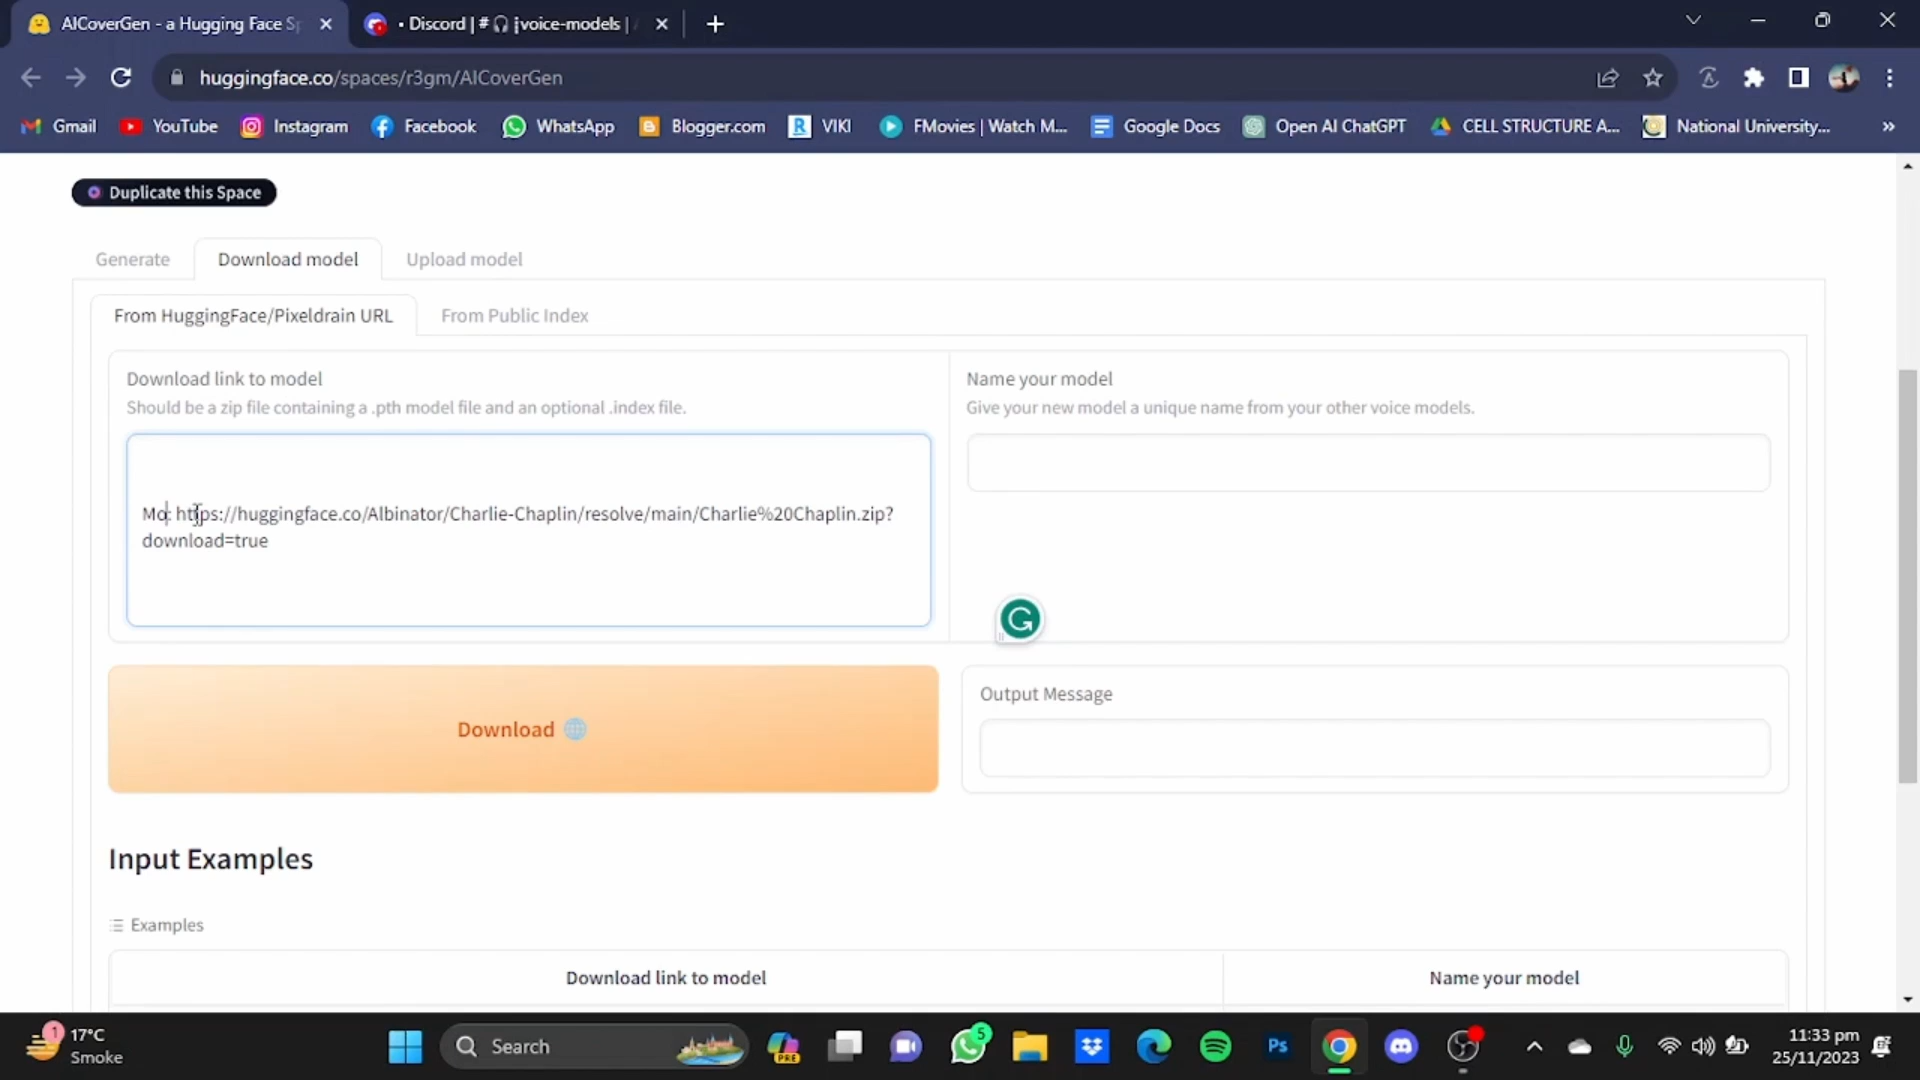 AICoverGen - a Hugging Face Sp
• Discord | # voice-models |
huggingface.co/spaces/r3gm/AICoverGen
Gmail
YouTube
Instagram
Facebook
WhatsApp
Blogger.com
VIKI
FMovies | Watch M...
Google Docs
Open AI ChatGPT
CELL STRUCTURE A...
National University...
Duplicate this Space
Generate
Download model
Upload model
From HuggingFace/Pixeldrain URL
From Public Index
Download link to model
Should be a zip file containing a .pth model file and an optional .index file.
Mo: https://huggingface.co/Albinator/Charlie-Chaplin/resolve/main/Charlie%20Chaplin.zip?
download=true
Name your model
Give your new model a unique name from your other voice models.
Download
Output Message
Input Examples
Examples
Download link to model
Name your model
1
17°C
Smoke
Search
PRE
5
Ps
11:33 pm
25/11/2023